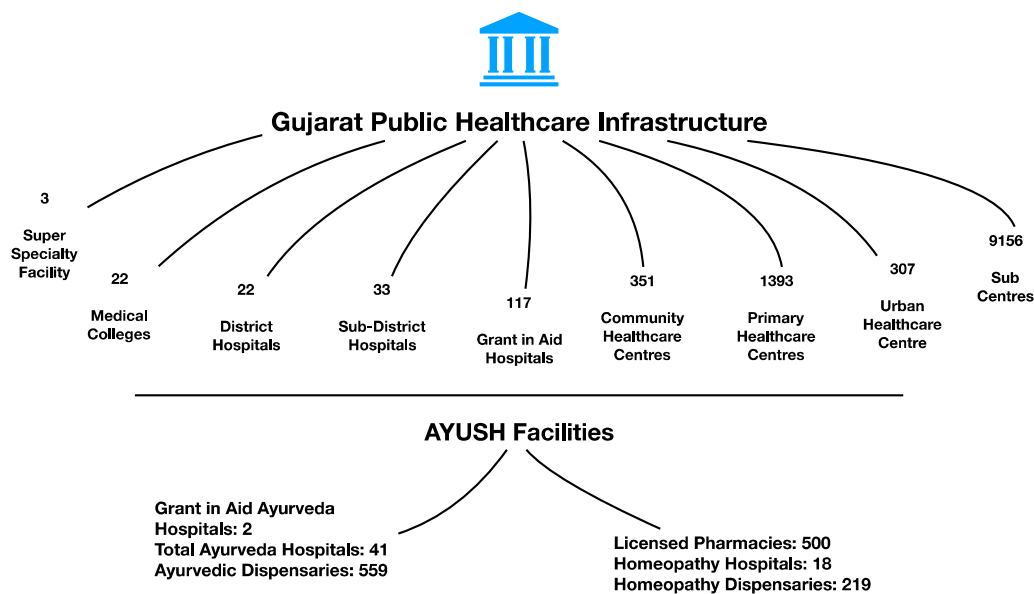 Gujarat Public Healthcare Infrastructure
3
Super
Specialty
Facility
22
Medical
Colleges
22
District
Hospitals
33
Sub-District
Hospitals
117
Grant in Aid
Hospitals
351
Community
Healthcare
Centres
1393
Primary
Healthcare
Centres
307
Urban
Healthcare
Centre
9156
Sub
Centres
AYUSH Facilities
Grant in Aid Ayurveda
Hospitals: 2
Total Ayurveda Hospitals: 41
Ayurvedic Dispensaries: 559
Licensed Pharmacies: 500
Homeopathy Hospitals: 18
Homeopathy Dispensaries: 219